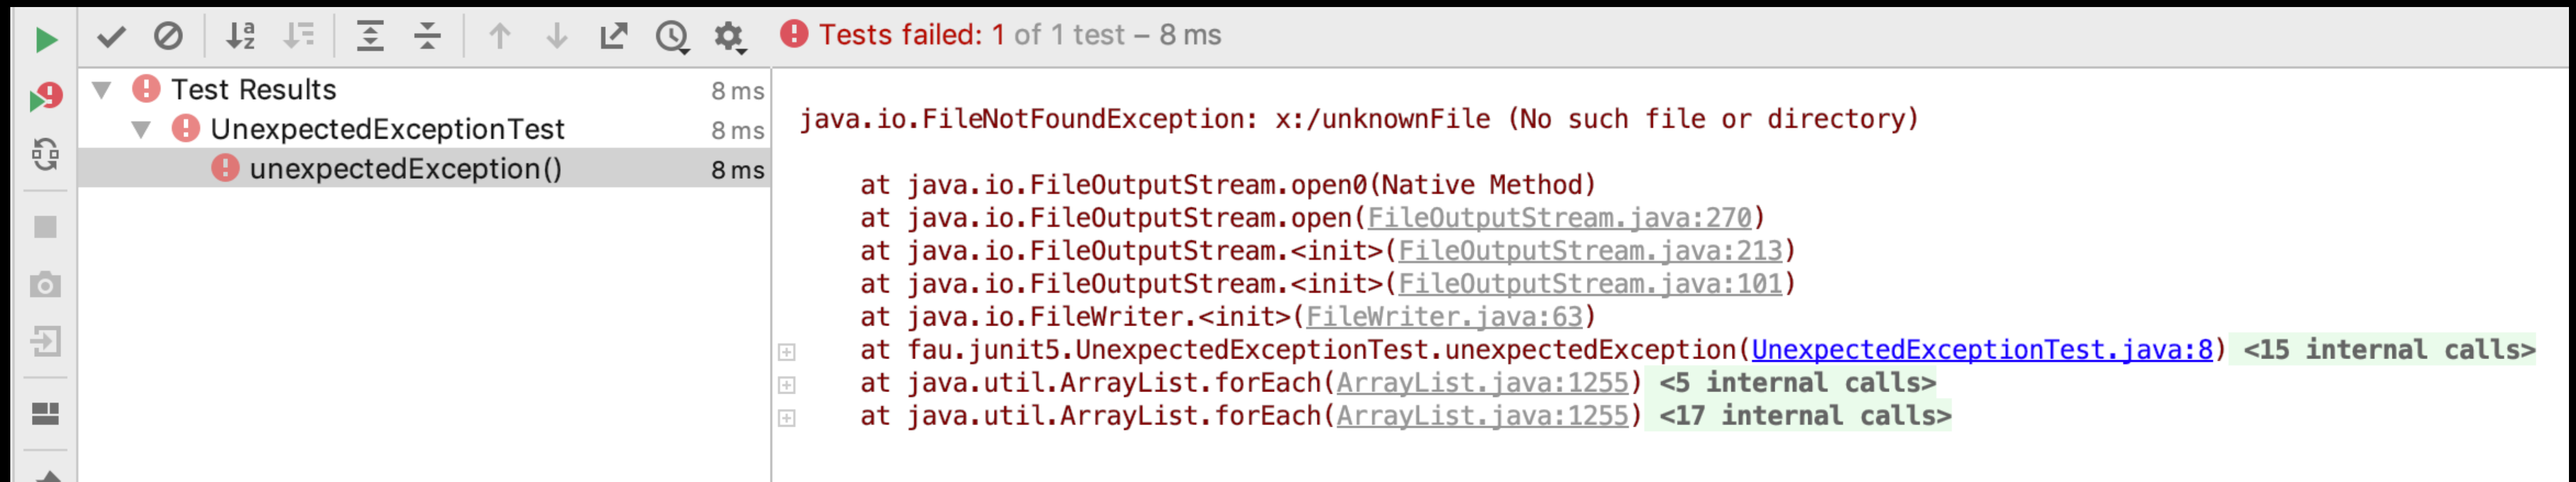 Tests failed: 1 of 1 test – 8 ms
Test Results 8 ms
UnexpectedExceptionTest 8 ms
unexpectedException() 8 ms
java.io.FileNotFoundException: x:/unknownFile (No such file or directory)
at java.io.FileOutputStream.open0(Native Method)
at java.io.FileOutputStream.open(FileOutputStream.java:270)
at java.io.FileOutputStream.<init>(FileOutputStream.java:213)
at java.io.FileOutputStream.<init>(FileOutputStream.java:101)
at java.io.FileWriter.<init>(FileWriter.java:63)
at fau.junit5.UnexpectedExceptionTest.unexpectedException(UnexpectedExceptionTest.java:8) <15 internal calls>
at java.util.ArrayList.forEach(ArrayList.java:1255) <5 internal calls>
at java.util.ArrayList.forEach(ArrayList.java:1255) <17 internal calls>